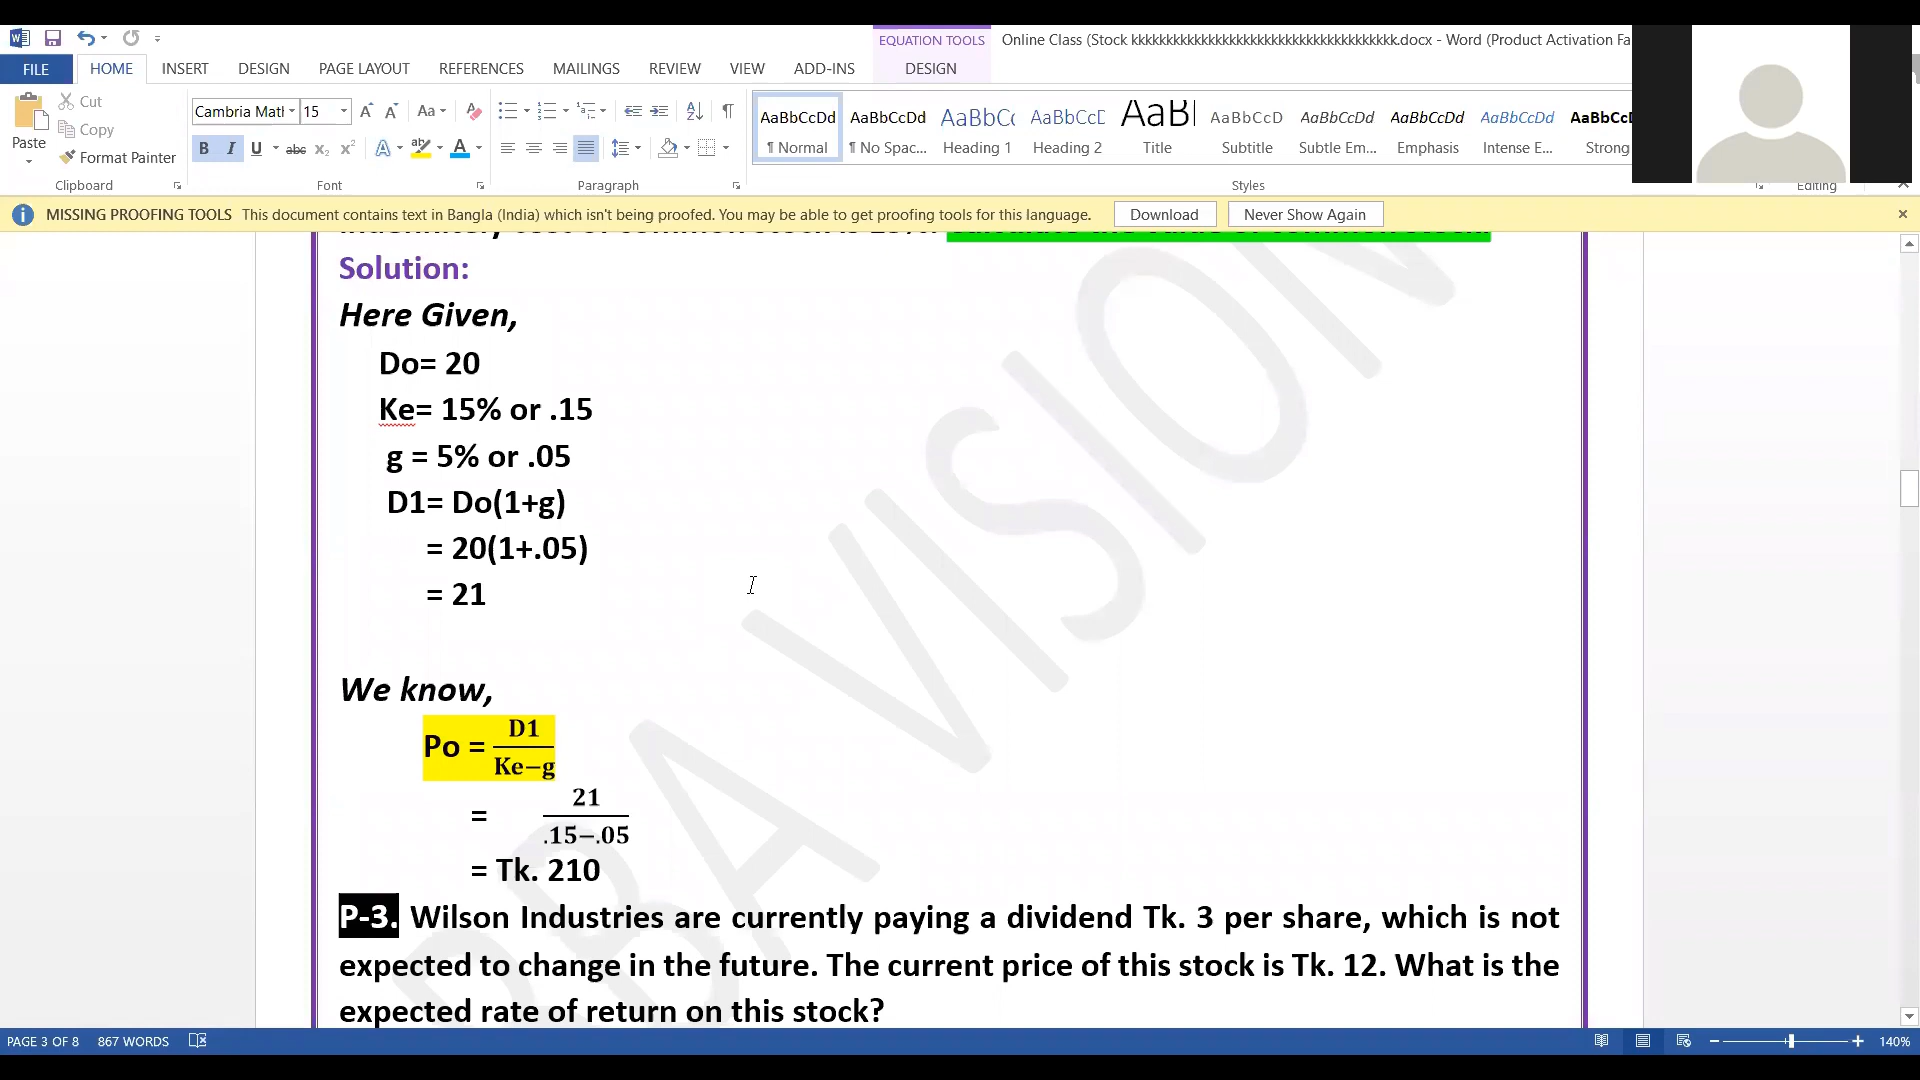 EQUATION TOOLS
Online Class (Stock kkkkkkkkkkkkkkkkkkkkkkkkkkkkkkkkkkkkkk.docx - Word (Product Activation Fa
FILE HOME INSERT DESIGN PAGE LAYOUT REFERENCES MAILINGS REVIEW VIEW ADD-INS DESIGN
Paste
Cut
Copy
Format Painter
Cambria Matl 15
AaBbCcDd AaBbCcDd AaBbCc AaBbCcD AaBl AaBbCcD AaBbCcDd AaBbCcDd AaBbCcDd AaBbCcD
¶ Normal ¶ No Spac... Heading 1 Heading 2 Title Subtitle Subtle Em... Emphasis Intense E... Strong
Clipboard Font Paragraph Styles Editing
MISSING PROOFING TOOLS This document contains text in Bangla (India) which isn't being proofed. You may be able to get proofing tools for this language. Download Never Show Again
Solution:
Here Given,
Do= 20
Ke= 15% or .15
g = 5% or .05
D1= Do(1+g)
= 20(1+.05)
= 21
We know,
Po = D1
Ke−g
= 21
.15−.05
= Tk. 210
P-3. Wilson Industries are currently paying a dividend Tk. 3 per share, which is not
expected to change in the future. The current price of this stock is Tk. 12. What is the
expected rate of return on this stock?
BBA VISION
PAGE 3 OF 8 867 WORDS 140%